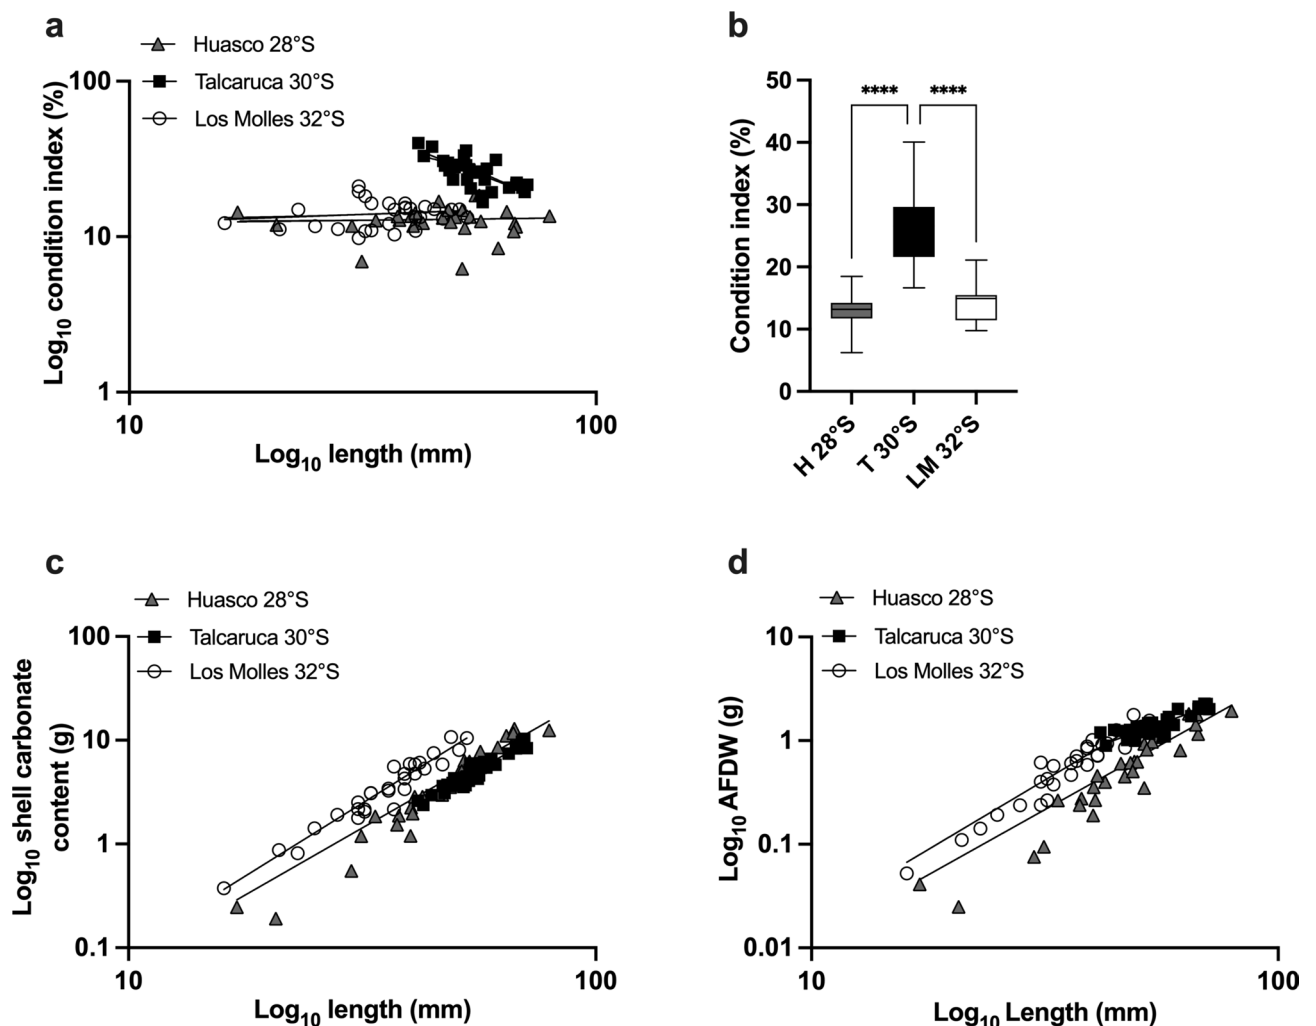 a
Huasco 28°S
Talcaruca 30°S
Los Molles 32°S
Log10 condition index (%)
100
10
1
10
100
Log10 length (mm)
b
Condition index (%)
50
40
30
20
10
0
****
****
H 28°S
T 30°S
LM 32°S
c
Huasco 28°S
Talcaruca 30°S
Los Molles 32°S
Log10 shell carbonate
content (g)
100
10
1
0.1
10
100
Log10 length (mm)
d
Huasco 28°S
Talcaruca 30°S
Los Molles 32°S
Log10 AFDW (g)
10
1
0.1
0.01
10
100
Log10 Length (mm)